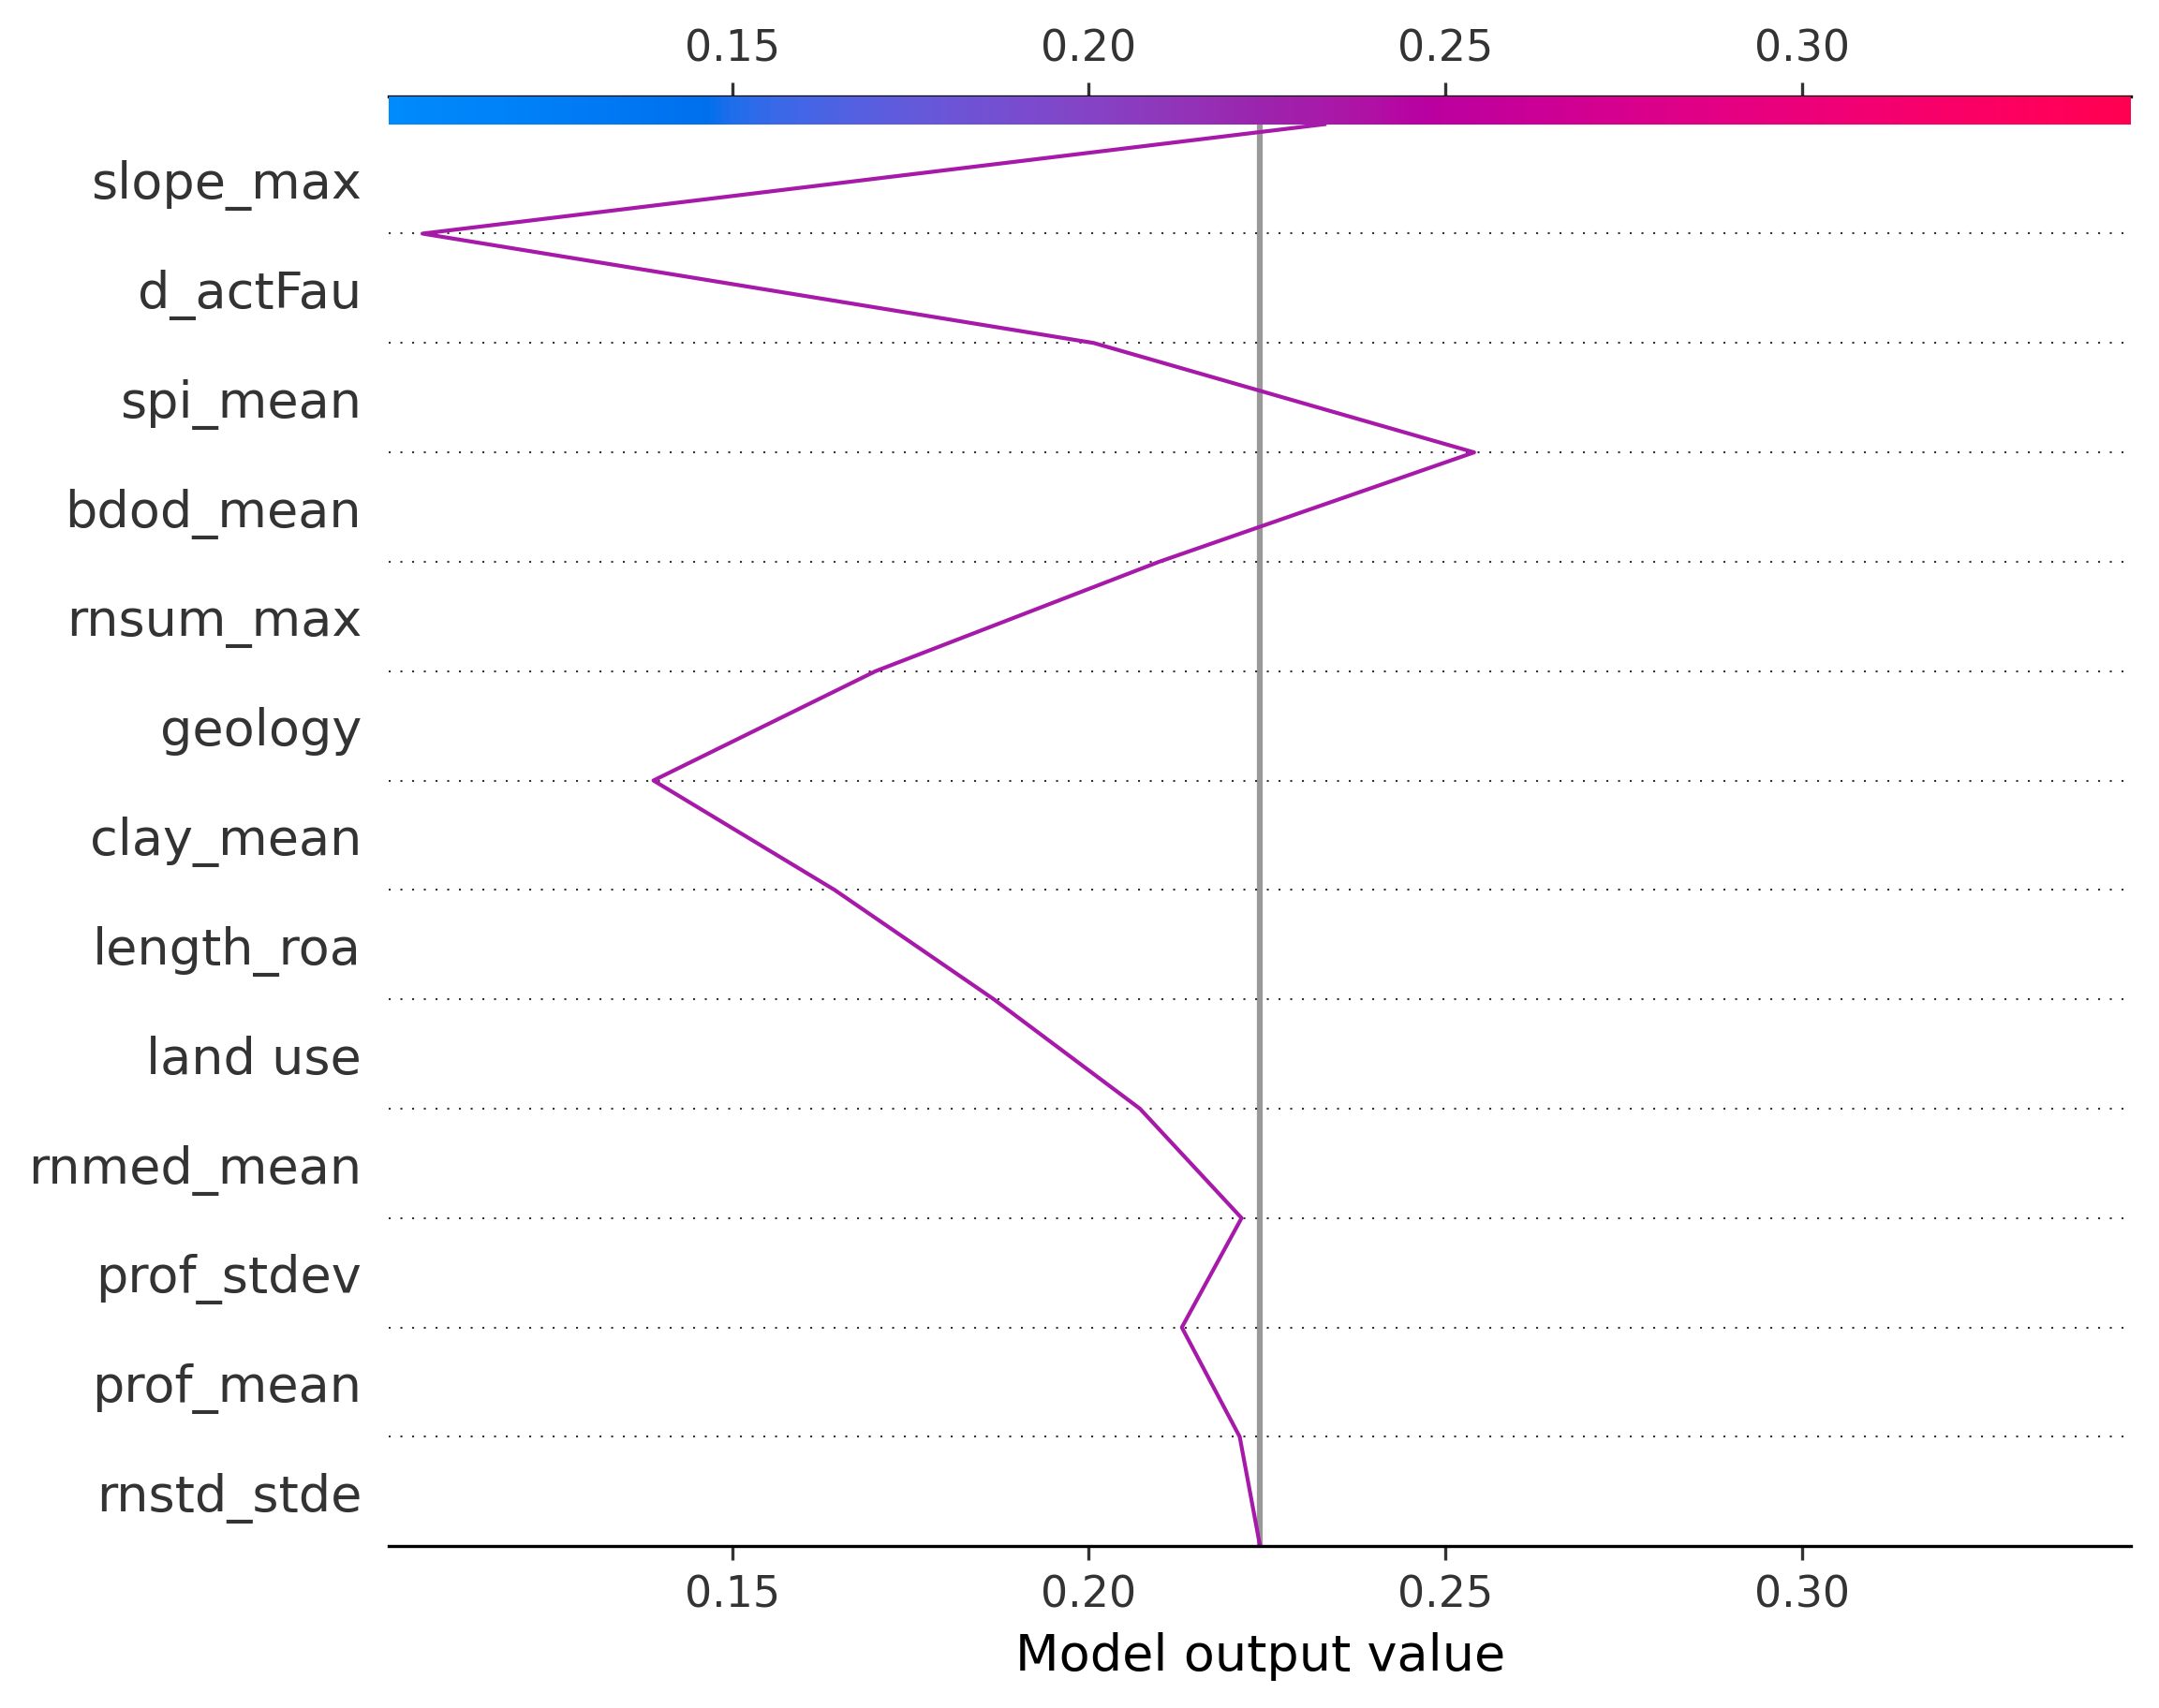 0.15 0.20 0.25 0.30
slope_max
d_actFau
spi_mean
bdod_mean
rnsum_max
geology
clay_mean
length_roa
land use
rnmed_mean
prof_stdev
prof_mean
rnstd_stde
0.15 0.20 0.25 0.30
Model output value